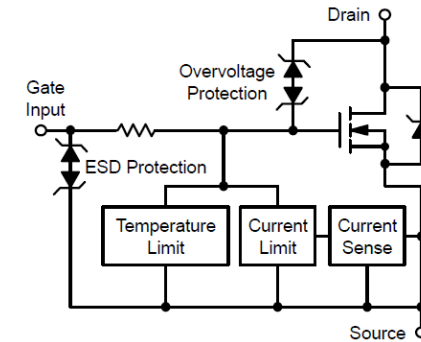 Drain
Overvoltage
Protection
Gate
Input
ESD Protection
Temperature
Limit
Current
Limit
Current
Sense
Source